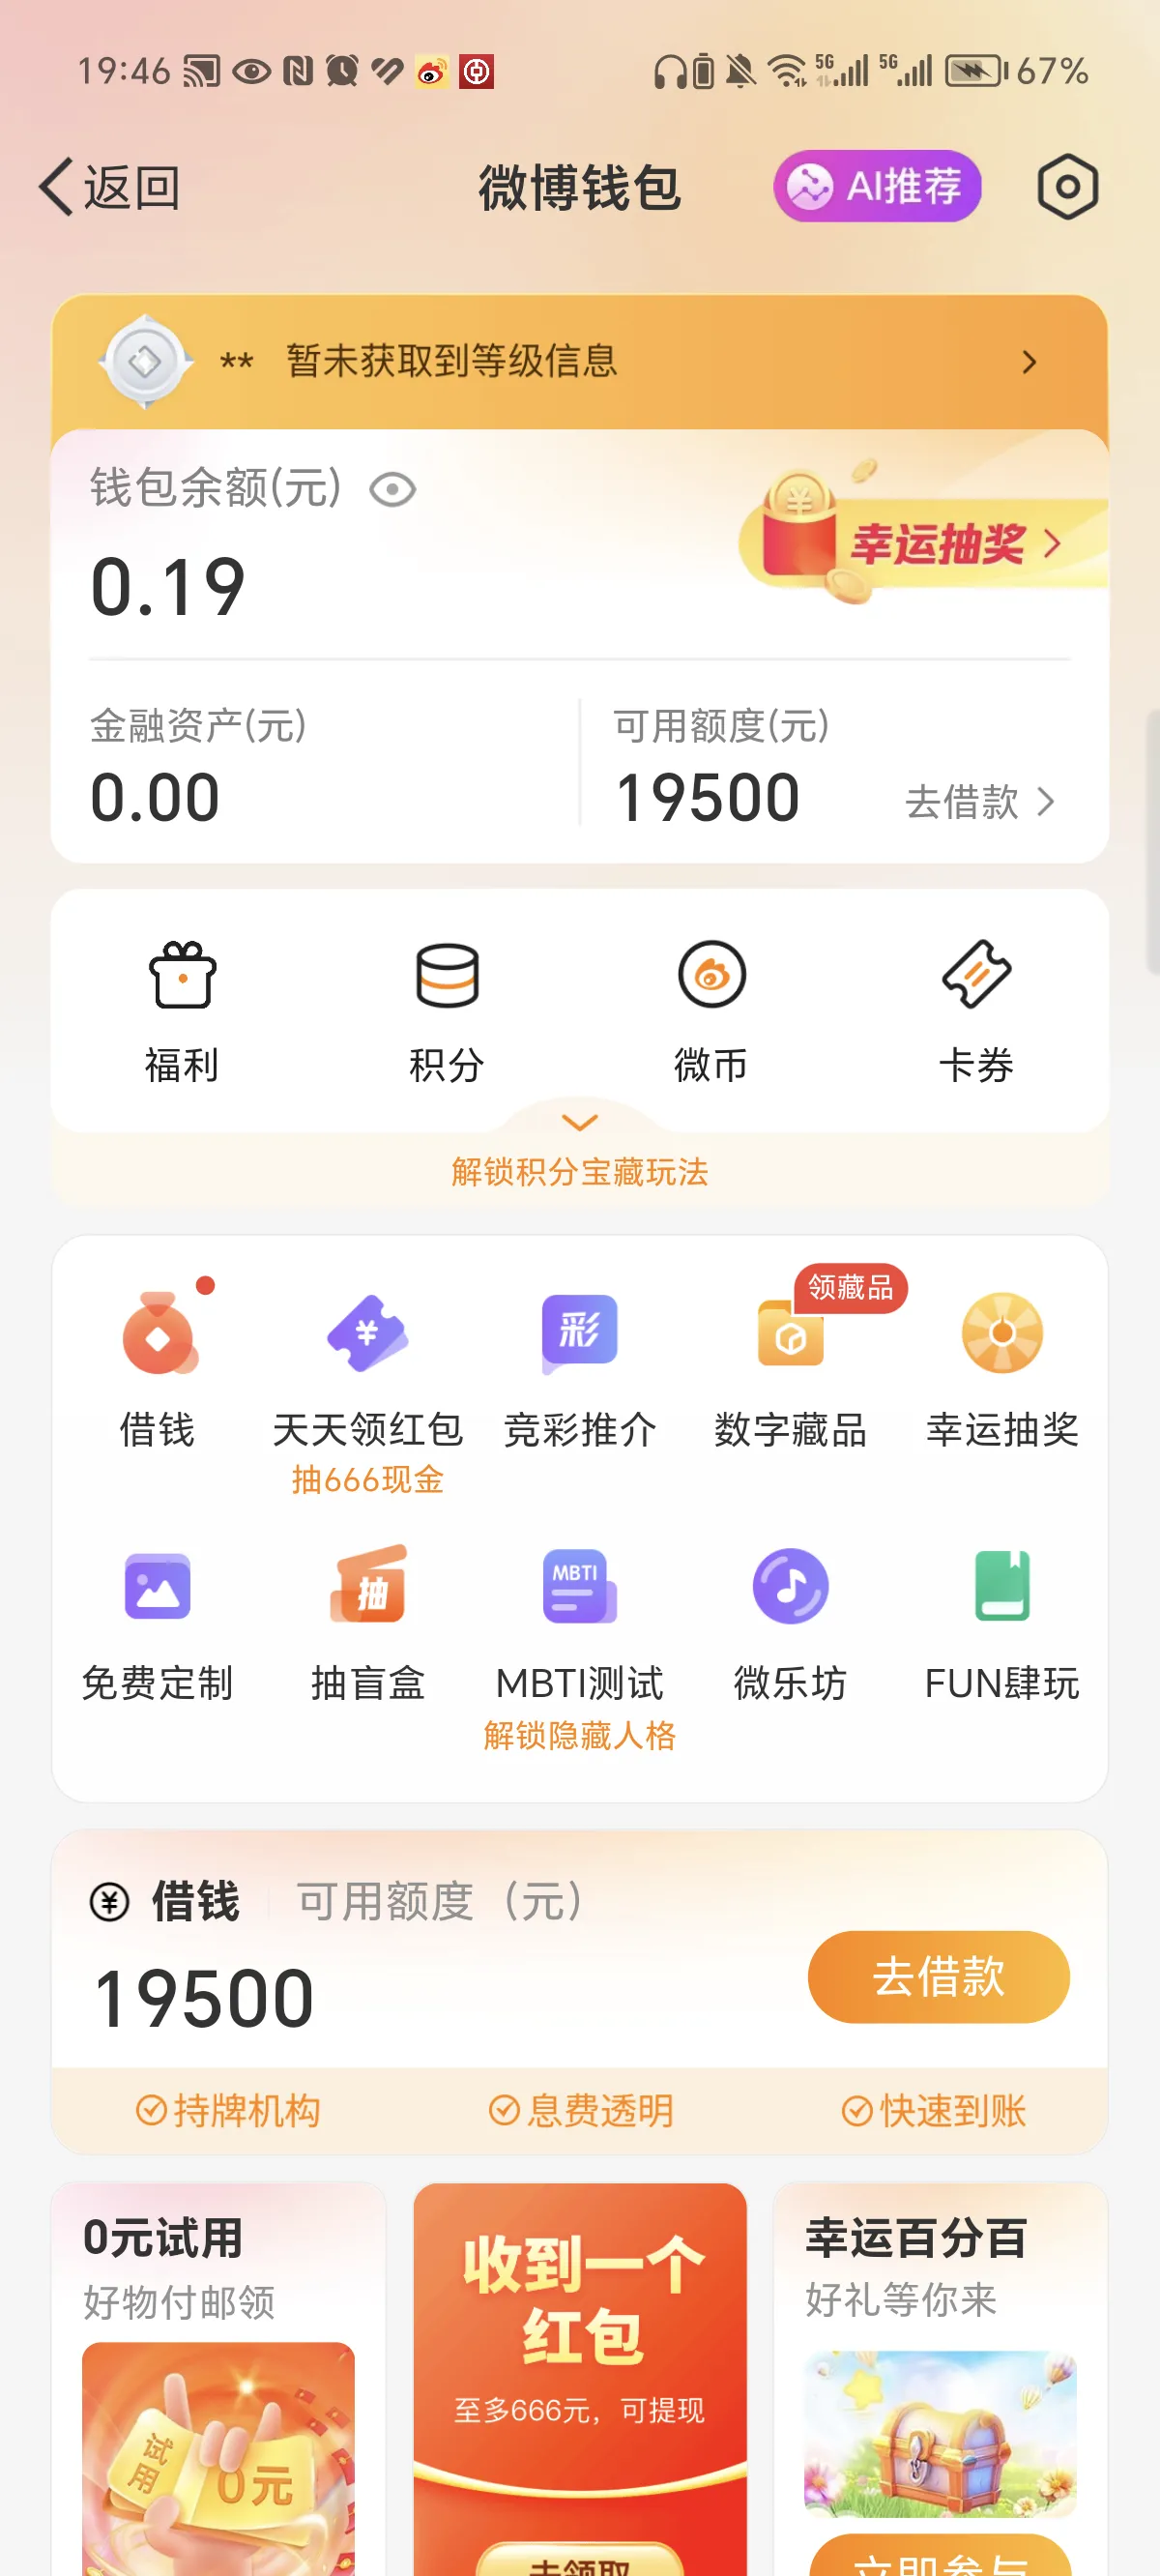 19:46
5G
5G
67%
返回
微博钱包
AI推荐
** 暂未获取到等级信息
钱包余额(元)
0.19
幸运抽奖
金融资产(元)
0.00
可用额度(元)
19500
去借款
福利
积分
微币
卡券
解锁积分宝藏玩法
领藏品
¥
彩
借钱
天天领红包
竞彩推介
数字藏品
幸运抽奖
抽666现金
抽
MBTI
免费定制
抽盲盒
MBTI测试
微乐坊
FUN肆玩
解锁隐藏人格
¥
借钱
可用额度（元）
19500
去借款
持牌机构
息费透明
快速到账
0元试用
好物付邮领
试用
0元
收到一个
红包
至多666元，可提现
去领取
幸运百分百
好礼等你来
立即参与